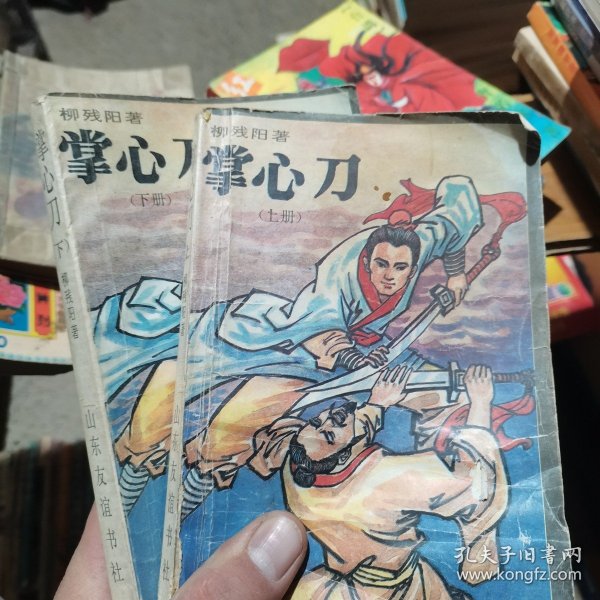 柳残阳著
掌心刀
（下册）
掌心刀
下
柳残阳著
山东友谊书社
柳残阳著
掌心刀
（上册）
山东友谊书社
孔夫子旧书网
www.kongfz.com